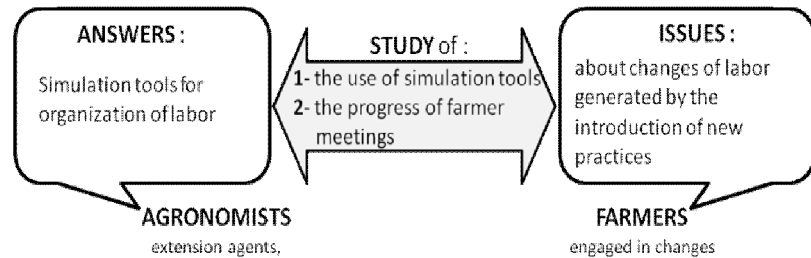 ANSWERS :
Simulation tools for
organization of labor
AGRONOMISTS
extension agents,
STUDY of :
1- the use of simulation tools
2- the progress of farmer
meetings
ISSUES :
about changes of labor
generated by the
introduction of new
practices
FARMERS
engaged in changes